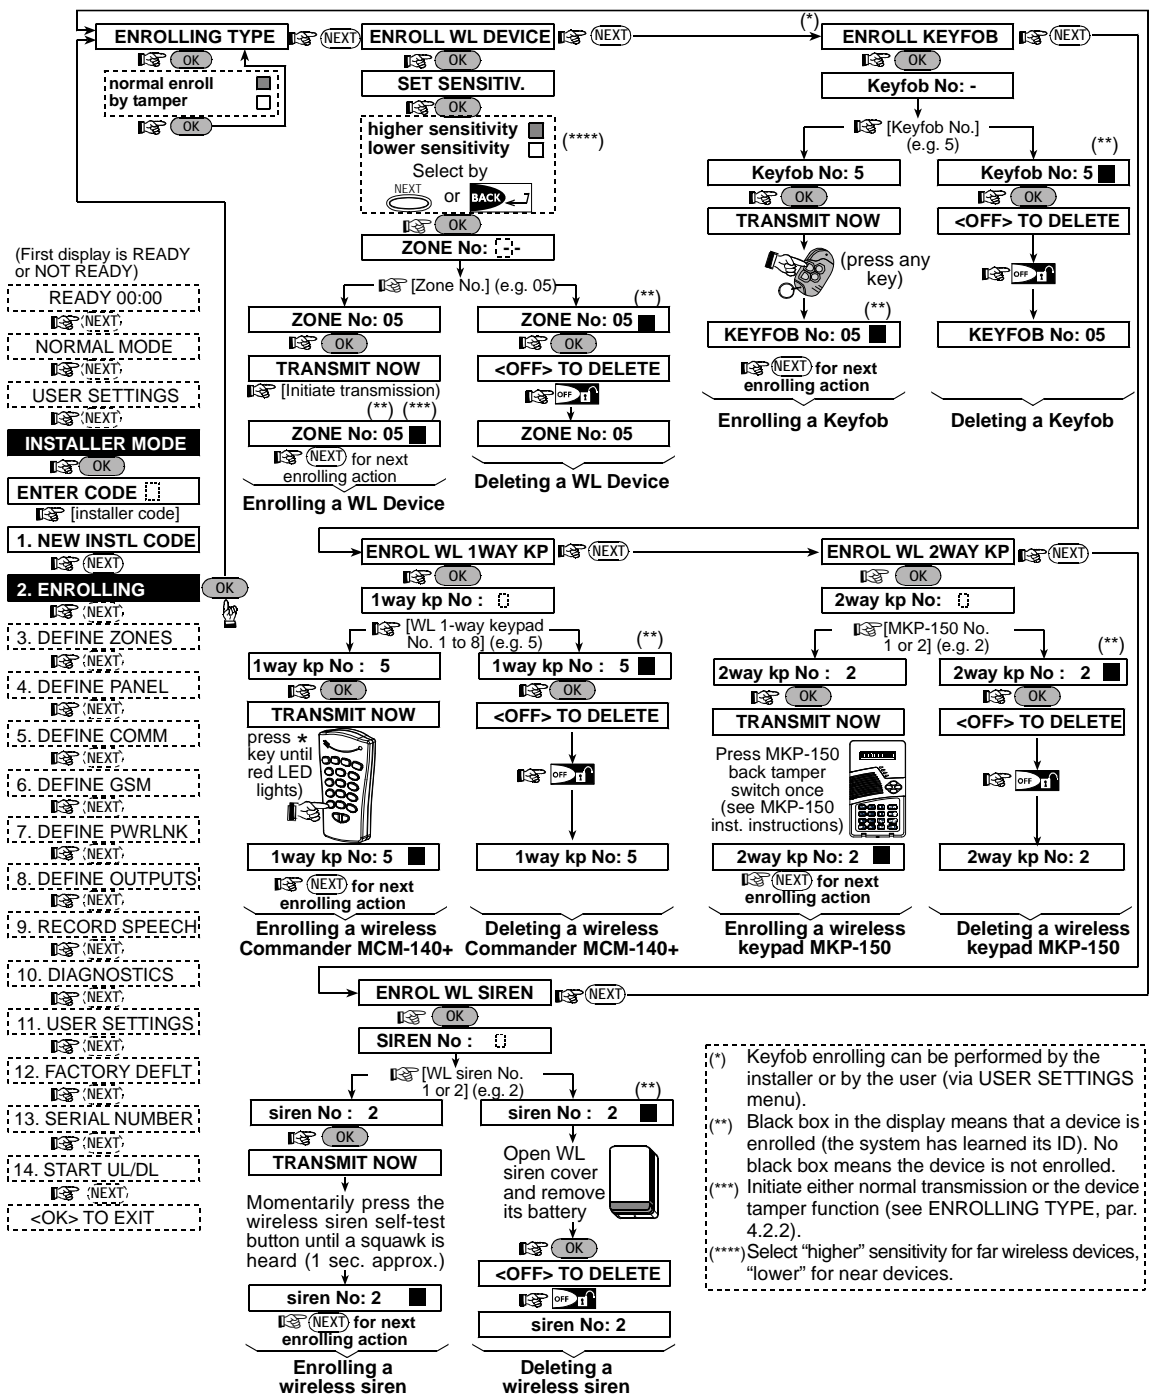 ENROLLING TYPE NEXT ENROLL WL DEVICE NEXT (*) ENROLL KEYFOB NEXT
OK
normal enroll
by tamper
OK
OK
SET SENSITIV.
OK
higher sensitivity
lower sensitivity
(****)
Select by
NEXT or BACK
OK
ZONE No: --
[Zone No.] (e.g. 05)
ZONE No: 05
OK
TRANSMIT NOW
[Initiate transmission)
(**) (***)
ZONE No: 05
NEXT for next
enrolling action
Enrolling a WL Device
(**)
ZONE No: 05
OK
<OFF> TO DELETE
OFF
ZONE No: 05
Deleting a WL Device
OK
Keyfob No: -
[Keyfob No.]
(e.g. 5)
Keyfob No: 5
OK
TRANSMIT NOW
(press any
key)
(**)
KEYFOB No: 05
NEXT for next
enrolling action
Enrolling a Keyfob
(**)
Keyfob No: 5
OK
<OFF> TO DELETE
OFF
KEYFOB No: 05
Deleting a Keyfob
(First display is READY
or NOT READY)
READY 00:00
NEXT
NORMAL MODE
NEXT
USER SETTINGS
NEXT
INSTALLER MODE
OK
ENTER CODE
[installer code]
1. NEW INSTL CODE
NEXT
2. ENROLLING OK
NEXT
3. DEFINE ZONES
NEXT
4. DEFINE PANEL
NEXT
5. DEFINE COMM
NEXT
6. DEFINE GSM
NEXT
7. DEFINE PWRLNK
NEXT
8. DEFINE OUTPUTS
NEXT
9. RECORD SPEECH
NEXT
10. DIAGNOSTICS
NEXT
11. USER SETTINGS
NEXT
12. FACTORY DEFLT
NEXT
13. SERIAL NUMBER
NEXT
14. START UL/DL
NEXT
<OK> TO EXIT
ENROL WL 1WAY KP NEXT ENROL WL 2WAY KP NEXT
OK
1way kp No :
[WL 1-way keypad
No. 1 to 8] (e.g. 5)
1way kp No : 5
OK
TRANSMIT NOW
press *
key until
red LED
lights)
1way kp No: 5
NEXT for next
enrolling action
Enrolling a wireless
Commander MCM-140+
(**)
1way kp No : 5
OK
<OFF> TO DELETE
OFF
1way kp No: 5
Deleting a wireless
Commander MCM-140+
OK
2way kp No:
[MKP-150 No.
1 or 2] (e.g. 2)
2way kp No : 2
OK
TRANSMIT NOW
Press MKP-150
back tamper
switch once
(see MKP-150
inst. instructions)
2way kp No: 2
NEXT for next
enrolling action
Enrolling a wireless
keypad MKP-150
(**)
2way kp No : 2
OK
<OFF> TO DELETE
OFF
2way kp No: 2
Deleting a wireless
keypad MKP-150
ENROL WL SIREN NEXT
OK
SIREN No :
[WL siren No.
1 or 2] (e.g. 2)
siren No : 2
OK
TRANSMIT NOW
Momentarily press the
wireless siren self-test
button until a squawk is
heard (1 sec. approx.)
siren No: 2
NEXT for next
enrolling action
Enrolling a
wireless siren
(**)
siren No : 2
Open WL
siren cover
and remove
its battery
OK
<OFF> TO DELETE
OFF
siren No: 2
Deleting a
wireless siren
(*) Keyfob enrolling can be performed by the
installer or by the user (via USER SETTINGS
menu).
(**) Black box in the display means that a device is
enrolled (the system has learned its ID). No
black box means the device is not enrolled.
(***) Initiate either normal transmission or the device
tamper function (see ENROLLING TYPE, par.
4.2.2).
(****) Select “higher” sensitivity for far wireless devices,
“lower” for near devices.